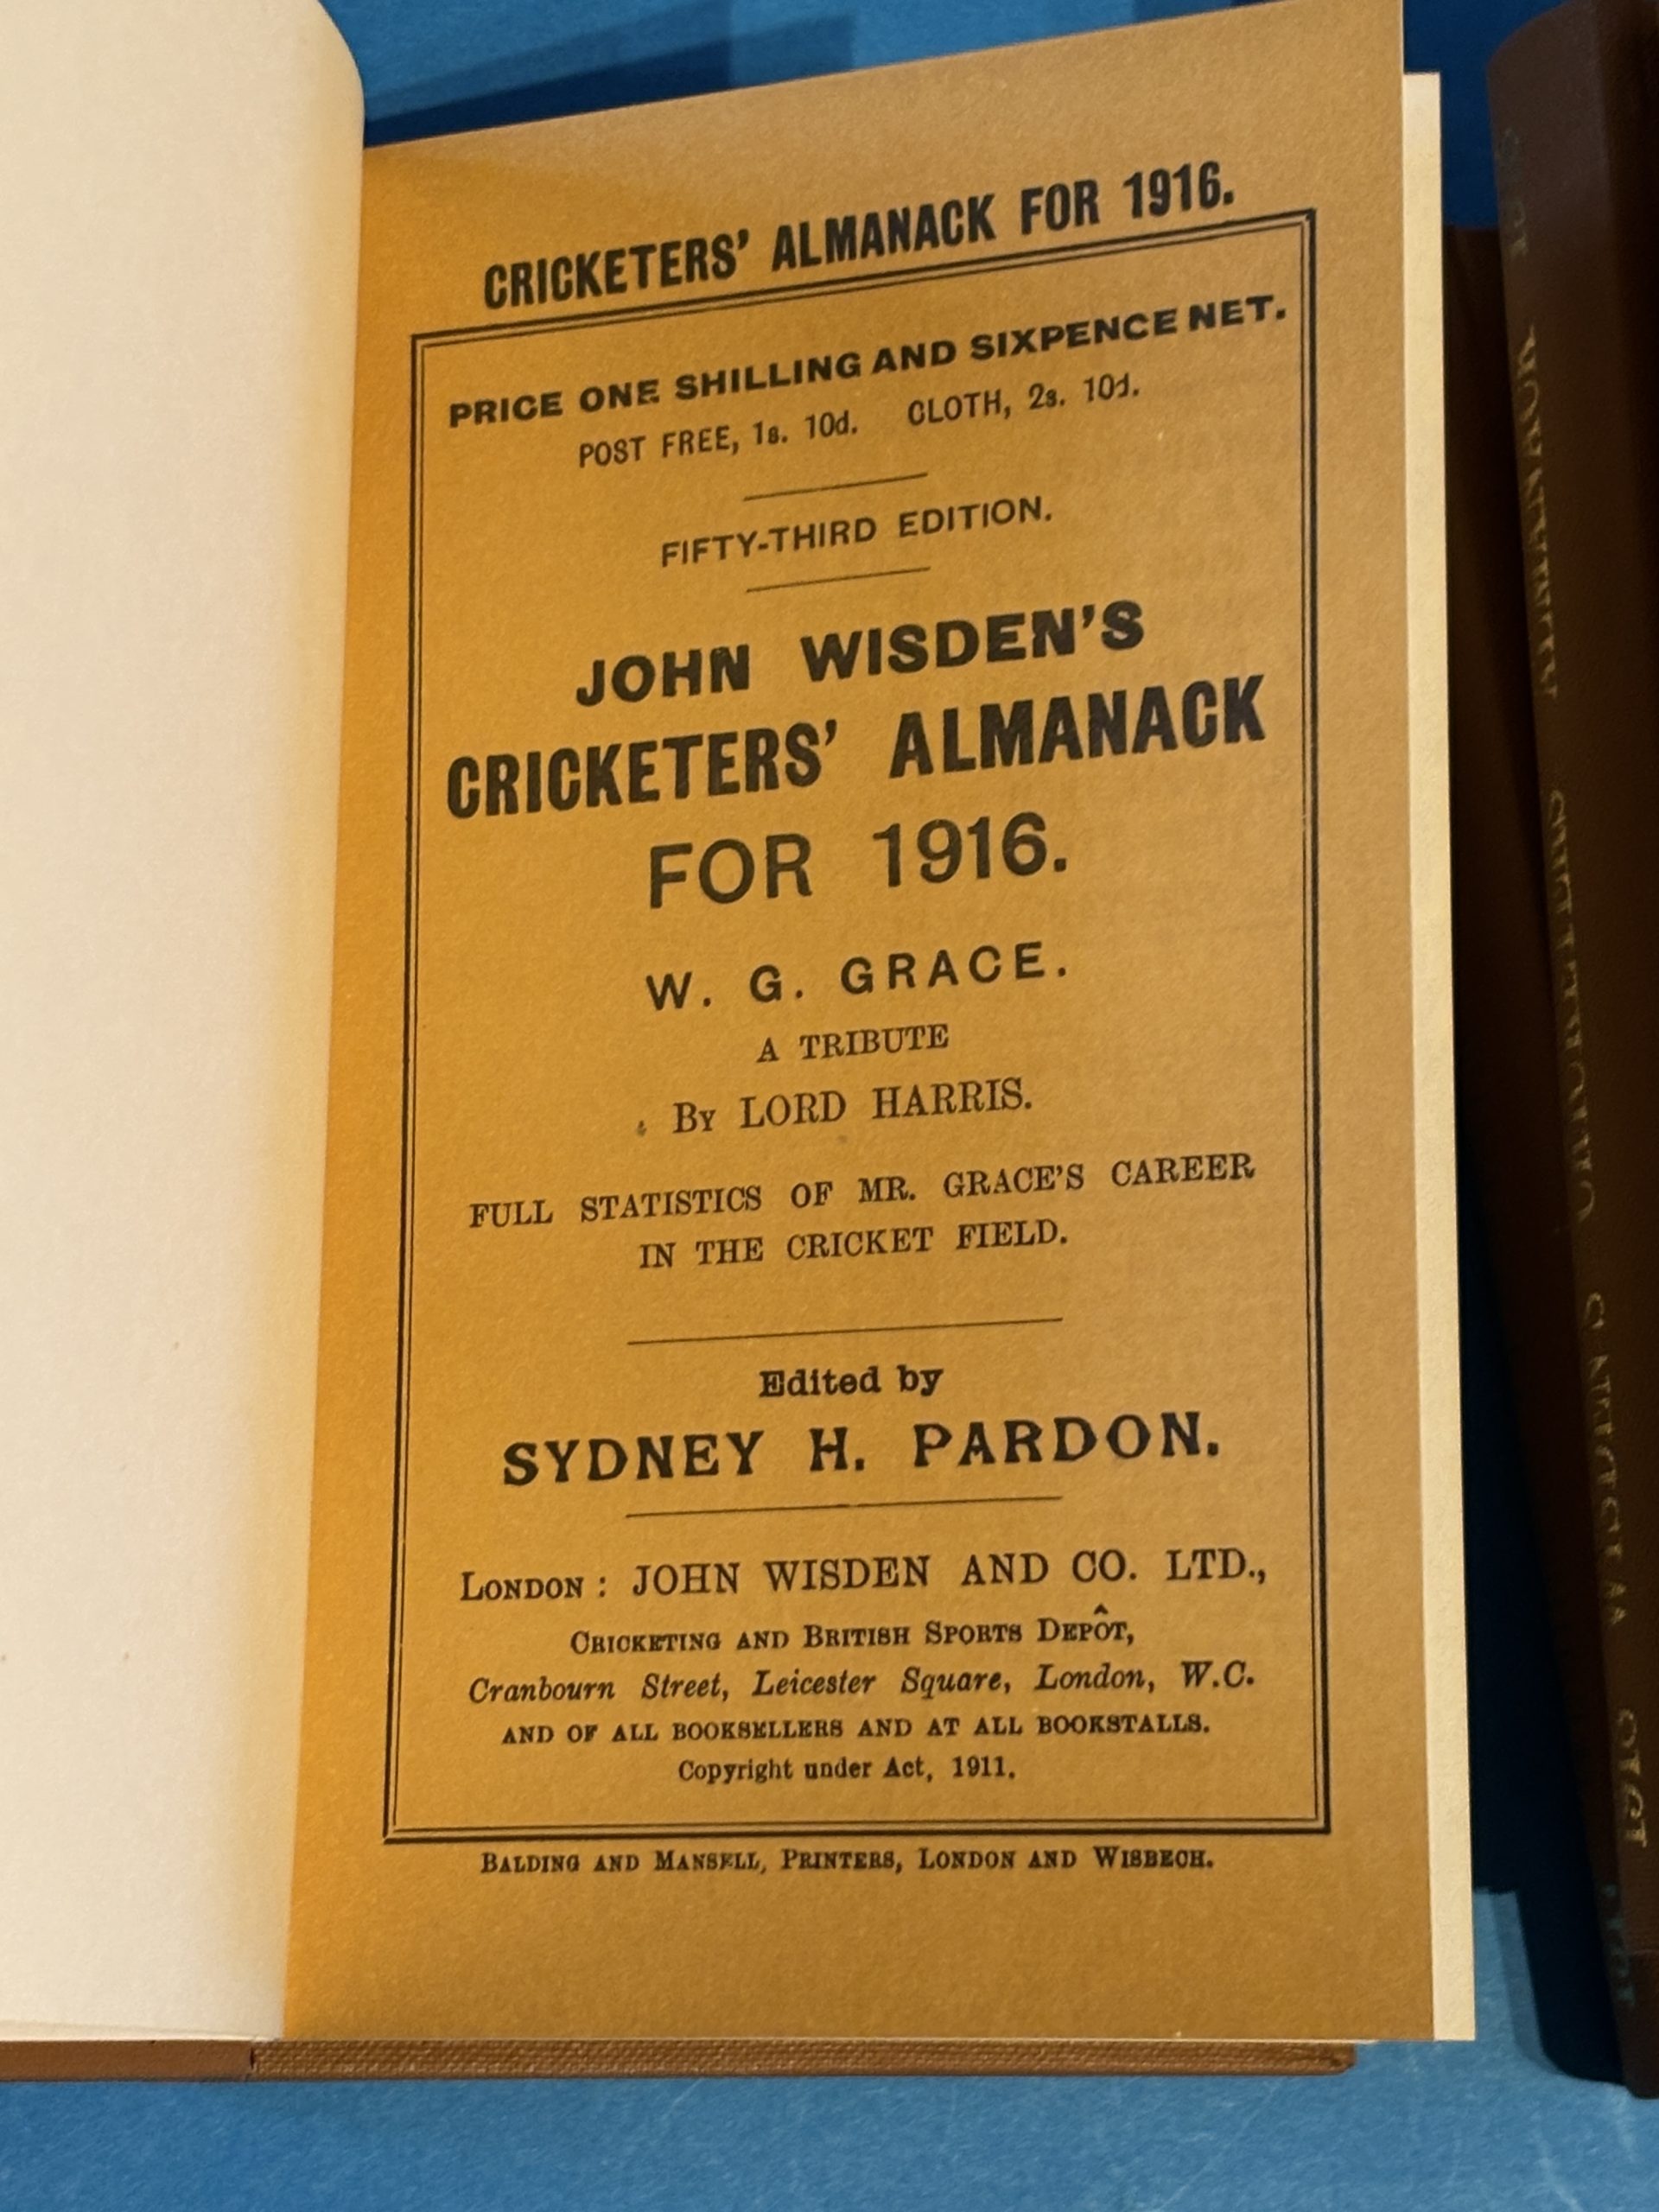 CRICKETERS' ALMANACK FOR 1916.
PRICE ONE SHILLING AND SIXPENCE NET.
POST FREE, 1s. 10d. CLOTH, 2s. 10d.
FIFTY-THIRD EDITION.
JOHN WISDEN'S
CRICKETERS' ALMANACK
FOR 1916.
W. G. GRACE.
A TRIBUTE
By LORD HARRIS.
FULL STATISTICS OF MR. GRACE'S CAREER
IN THE CRICKET FIELD.
Edited by
SYDNEY H. PARDON.
LONDON: JOHN WISDEN AND CO. LTD.,
CRICKETING AND BRITISH SPORTS DEPÔT,
Cranbourn Street, Leicester Square, London, W.C.
AND OF ALL BOOKSELLERS AND AT ALL BOOKSTALLS.
Copyright under Act, 1911.
BALDING AND MANSELL, PRINTERS, LONDON AND WISBECH.